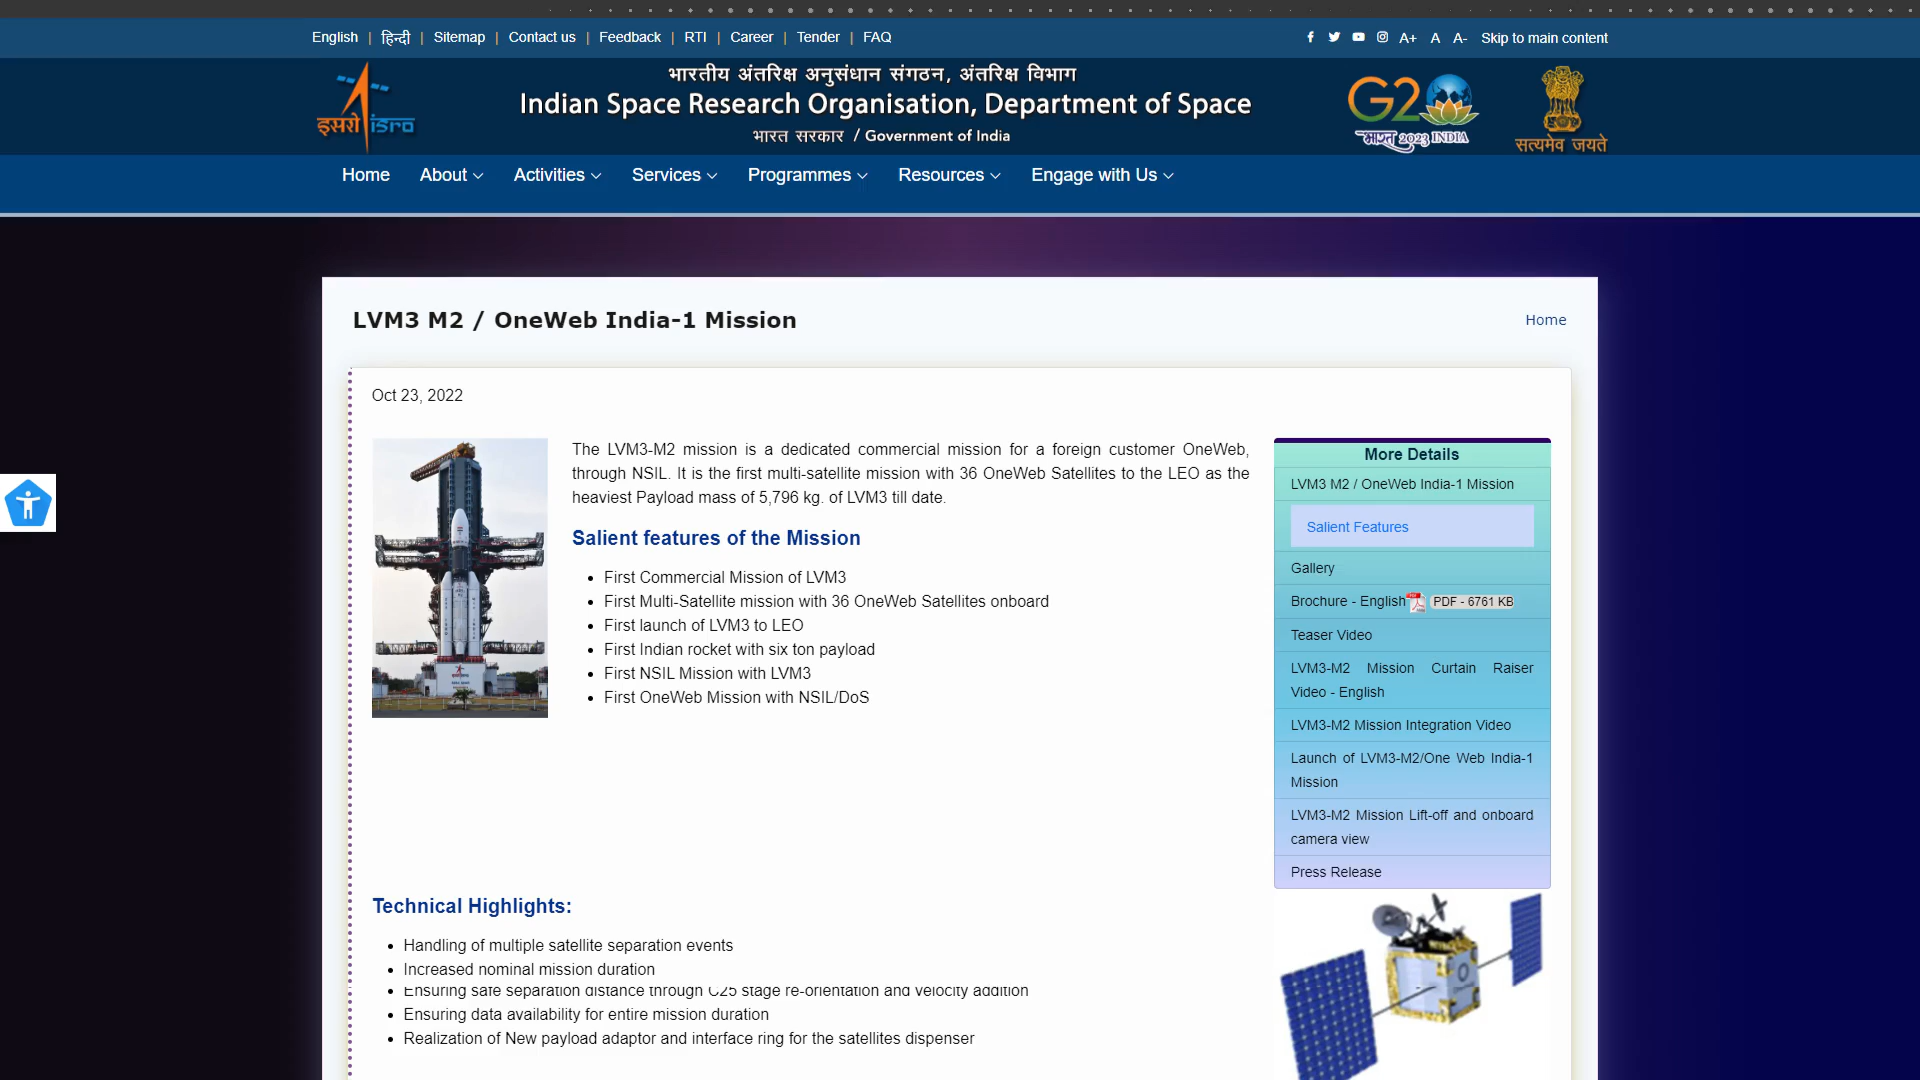 English | हिन्दी | Sitemap | Contact us | Feedback | RTI | Career | Tender | FAQ
A+ A A- Skip to main content
भारतीय अंतरिक्ष अनुसंधान संगठन, अंतरिक्ष विभाग
Indian Space Research Organisation, Department of Space
भारत सरकार / Government of India
इसरो isro
G20
भारत 2023 INDIA
सत्यमेव जयते
Home About Activities Services Programmes Resources Engage with Us
LVM3 M2 / OneWeb India-1 Mission
Home
Oct 23, 2022
The LVM3-M2 mission is a dedicated commercial mission for a foreign customer OneWeb,
through NSIL. It is the first multi-satellite mission with 36 OneWeb Satellites to the LEO as the
heaviest Payload mass of 5,796 kg. of LVM3 till date.
Salient features of the Mission
First Commercial Mission of LVM3
First Multi-Satellite mission with 36 OneWeb Satellites onboard
First launch of LVM3 to LEO
First Indian rocket with six ton payload
First NSIL Mission with LVM3
First OneWeb Mission with NSIL/DoS
More Details
LVM3 M2 / OneWeb India-1 Mission
Salient Features
Gallery
Brochure - English PDF - 6761 KB
Teaser Video
LVM3-M2 Mission Curtain Raiser
Video - English
LVM3-M2 Mission Integration Video
Launch of LVM3-M2/One Web India-1
Mission
LVM3-M2 Mission Lift-off and onboard
camera view
Press Release
Technical Highlights:
Handling of multiple satellite separation events
Increased nominal mission duration
Ensuring safe separation distance through C25 stage re-orientation and velocity addition
Ensuring data availability for entire mission duration
Realization of New payload adaptor and interface ring for the satellites dispenser